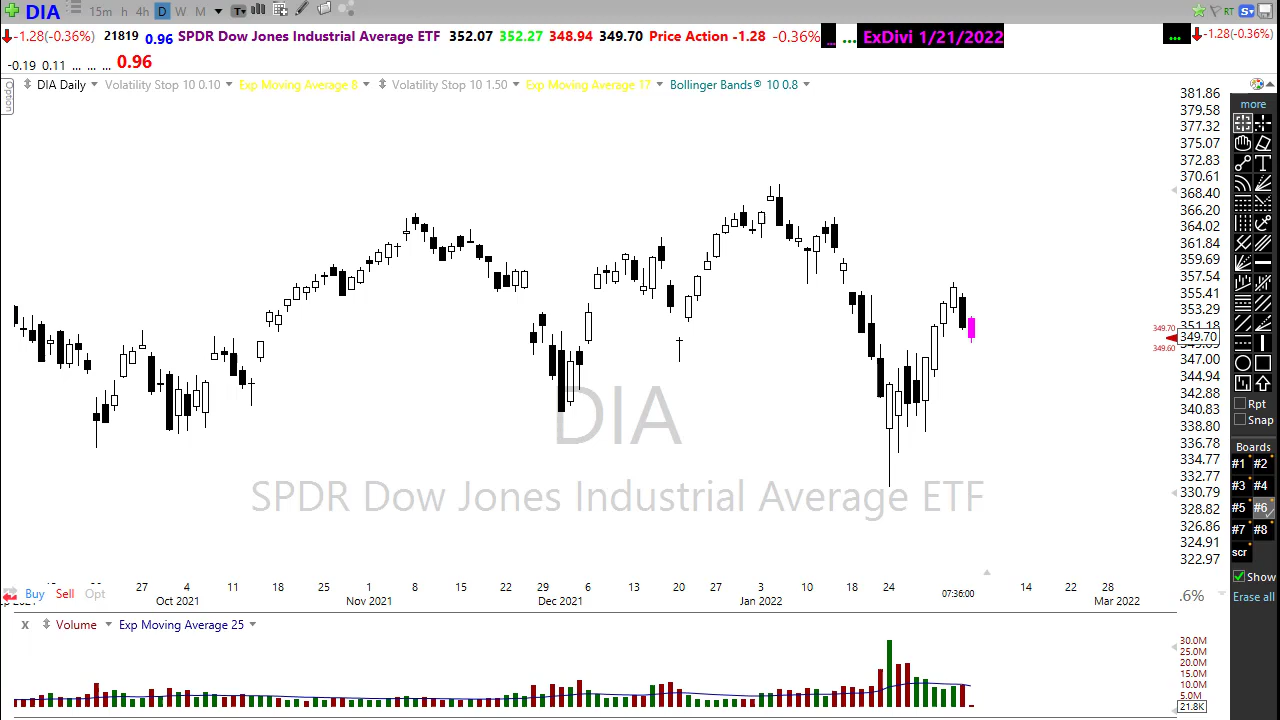 DIA 15m h 4h D W M T RT S
-1.28(-0.36%) 21819 0.96 SPDR Dow Jones Industrial Average ETF 352.07 352.27 348.94 349.70 Price Action -1.28 -0.36% ... ... ExDivi 1/21/2022 ... -1.28(-0.36%)
-0.19 0.11 ... ... ... 0.96
Option
DIA Daily Volatility Stop 10 0.10 Exp Moving Average 8 Volatility Stop 10 1.50 Exp Moving Average 17 Bollinger Bands® 10 0.8
381.86
379.58
377.32
375.07
372.83
370.61
368.40
366.20
364.02
361.84
359.69
357.54
355.41
353.29
351.18
349.70
349.70
349.60
347.00
344.94
342.88
340.83
338.80
336.78
334.77
332.77
330.79
328.82
326.86
324.91
322.97
more
Rpt
Snap
Boards
#1 #2
#3 #4
#5 #6
#7 #8
scr
Show
Erase all
DIA
SPDR Dow Jones Industrial Average ETF
27 4 11 18 25 1 8 15 22 29 6 13 20 27 3 10 18 24 14 22 28
Buy Sell Opt
Oct 2021 Nov 2021 Dec 2021 Jan 2022 07:36:00 Mar 2022
.6%
x Volume Exp Moving Average 25
30.0M
25.0M
20.0M
15.0M
10.0M
5.0M
21.8K